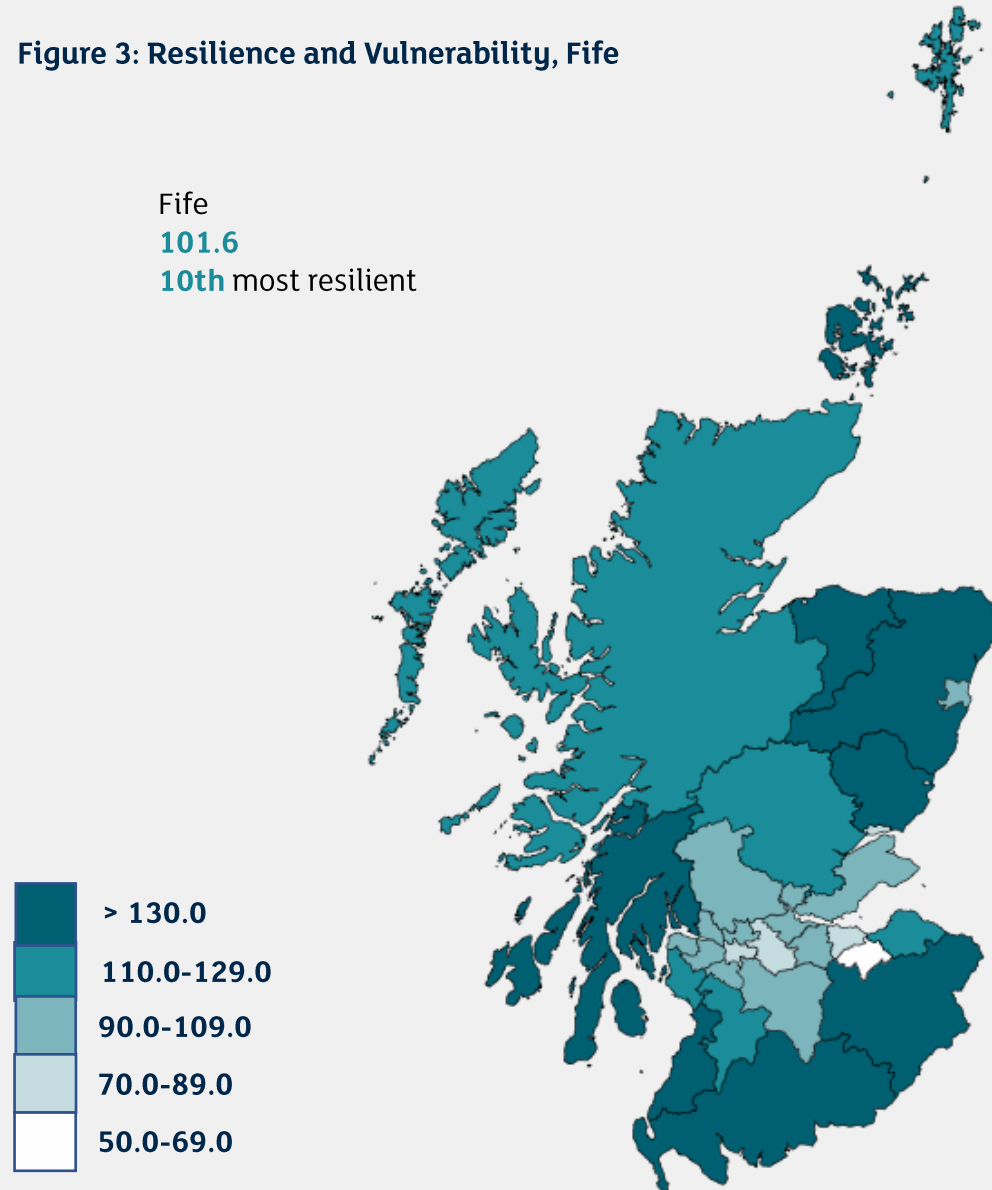 Figure 3: Resilience and Vulnerability, Fife
Fife
101.6
10th most resilient
> 130.0
110.0-129.0
90.0-109.0
70.0-89.0
50.0-69.0